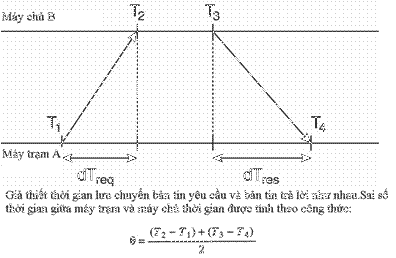 Máy chủ B
T2 T3
T1 T4
Máy trạm A
dTreq dTres
Giả thiết thời gian lưu chuyển bản tin yêu cầu và bản tin trả lời như nhau.Sai số
thời gian giữa máy trạm và máy chủ thời gian được tính theo công thức:
θ = (T2 − T1) + (T3 − T4) / 2